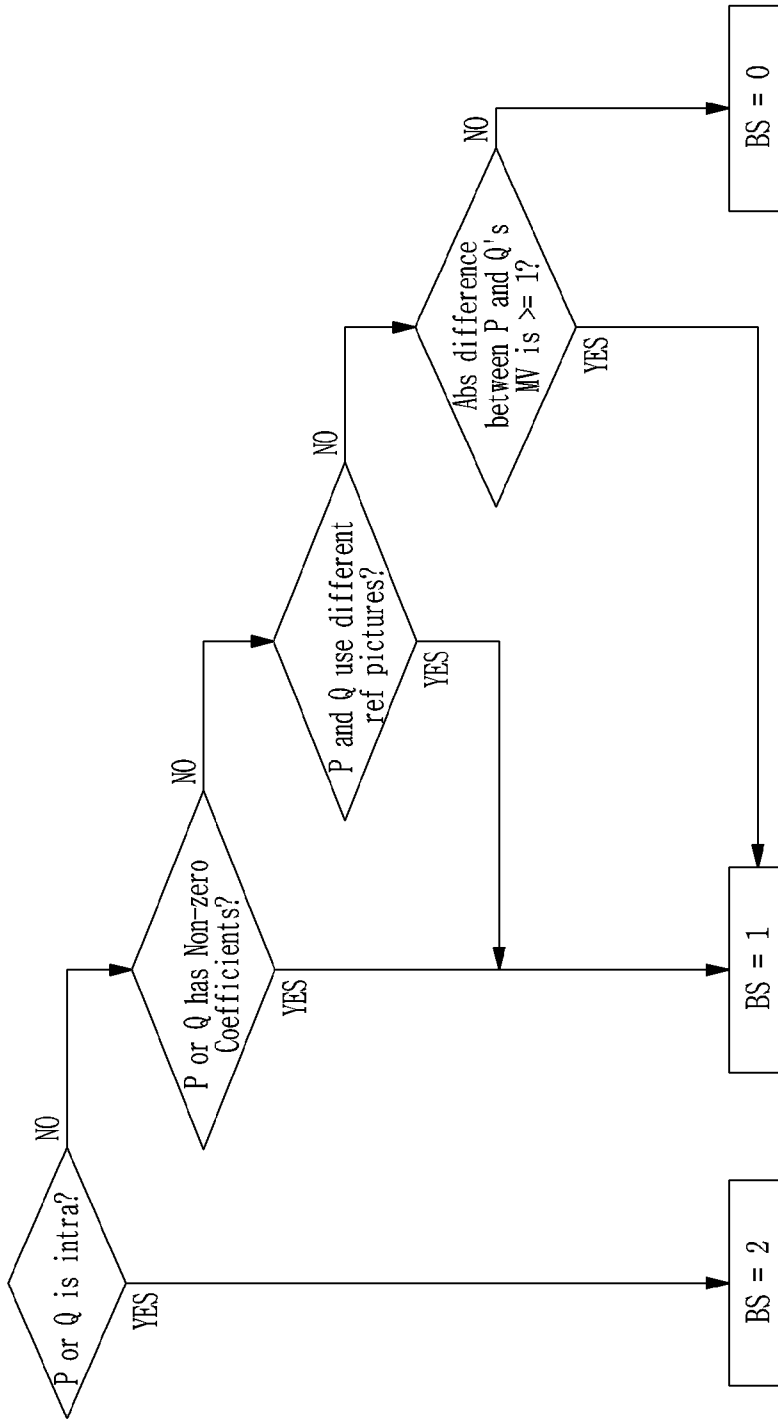 P or Q is intra?
NO
YES
P or Q has Non-zero
Coefficients?
NO
YES
P and Q use different
ref pictures?
NO
YES
Abs difference
between P and Q's
MV is >= 1?
NO
YES
BS = 2
BS = 1
BS = 0